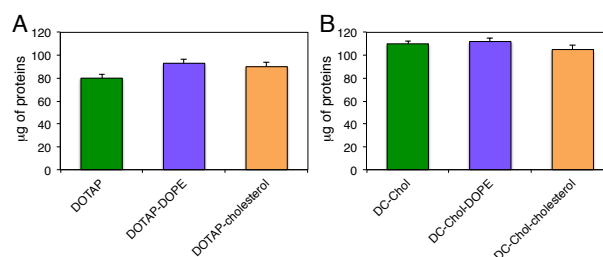 A
µg of proteins
120
100
80
60
40
20
0
DOTAP
DOTAP-DOPE
DOTAP-cholesterol
B
µg of proteins
120
100
80
60
40
20
0
DC-Chol
DC-Chol-DOPE
DC-Chol-cholesterol